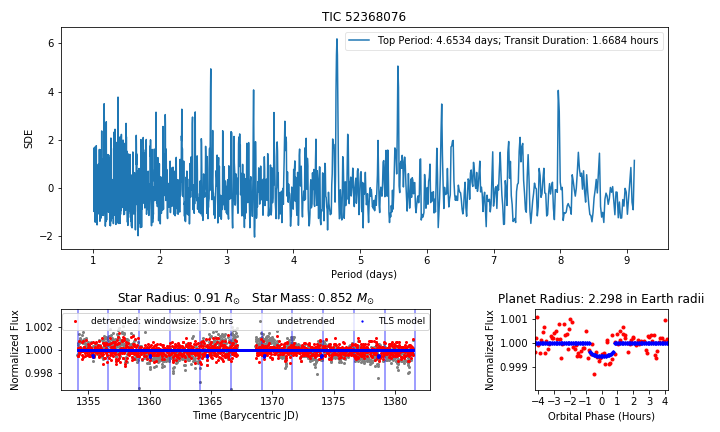 TIC 52368076
Top Period: 4.6534 days; Transit Duration: 1.6684 hours
SDE
6
4
2
0
−2
1 2 3 4 5 6 7 8 9
Period (days)
Star Radius: 0.91 R☉ Star Mass: 0.852 M☉
detrended: windowsize: 5.0 hrs undetrended TLS model
Normalized Flux
1.002
1.000
0.998
1355 1360 1365 1370 1375 1380
Time (Barycentric JD)
Planet Radius: 2.298 in Earth radii
Normalized Flux
1.001
1.000
0.999
−4 −3 −2 −1 0 1 2 3 4
Orbital Phase (Hours)